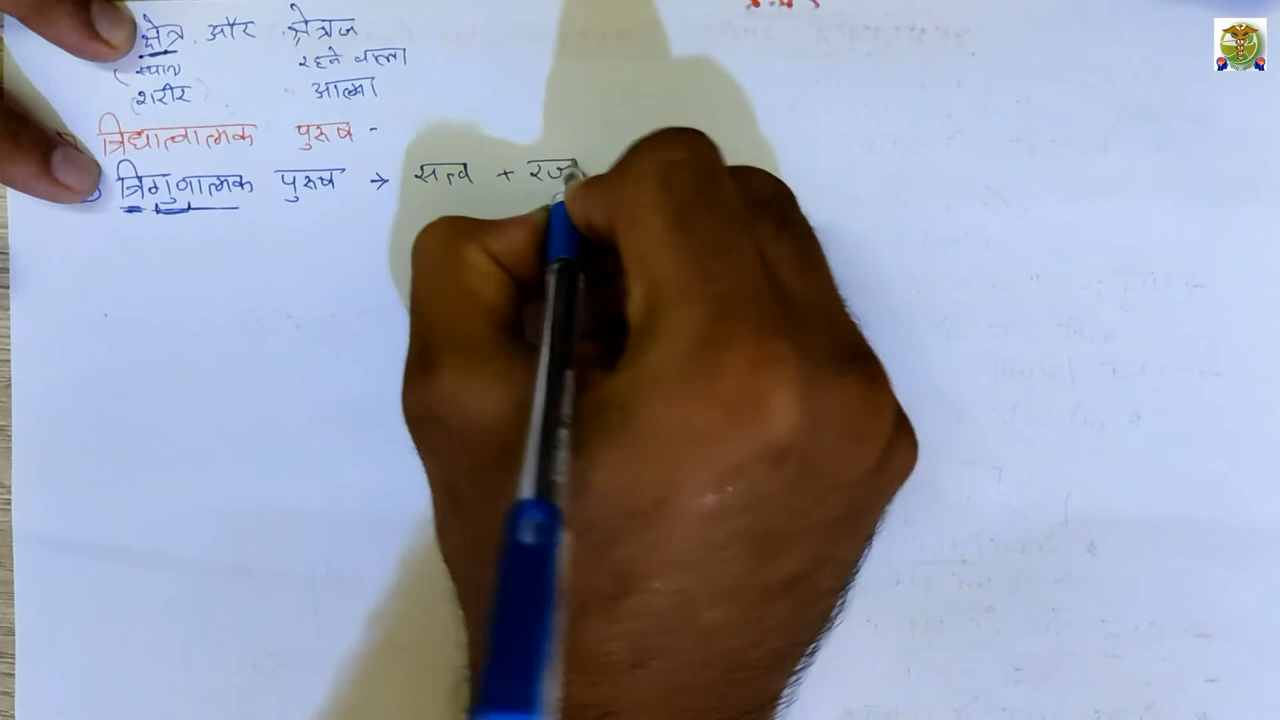 क्षेत्र और क्षेत्रज्ञ
(स्थान) रहने वाला
(शरीर) आत्मा
त्रिधात्वात्मक पुरुष -
त्रिगुणात्मक पुरुष → सत्त्व + रज